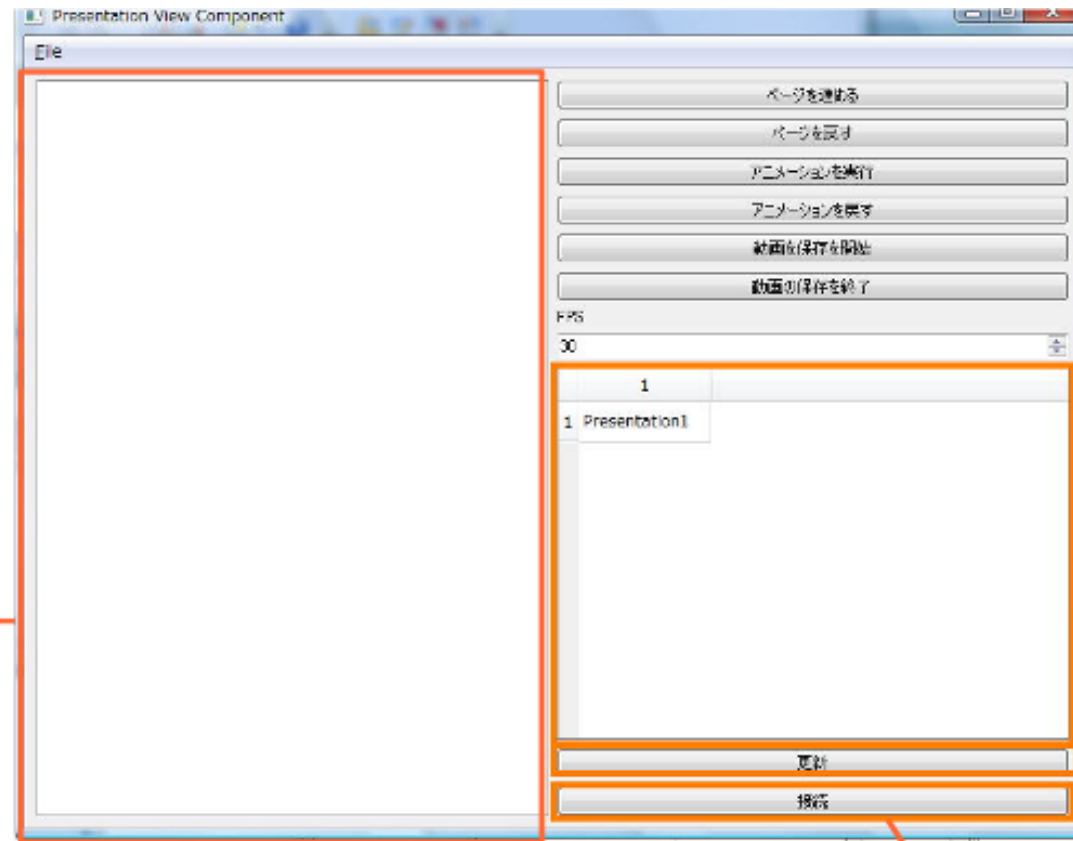 Presentation View Component
File
ページを進める
ページを戻す
アニメーションを実行
アニメーションを戻す
動画を保存を開始
動画の保存を終了
FPS
30
1
1 Presentation1
更新
接続